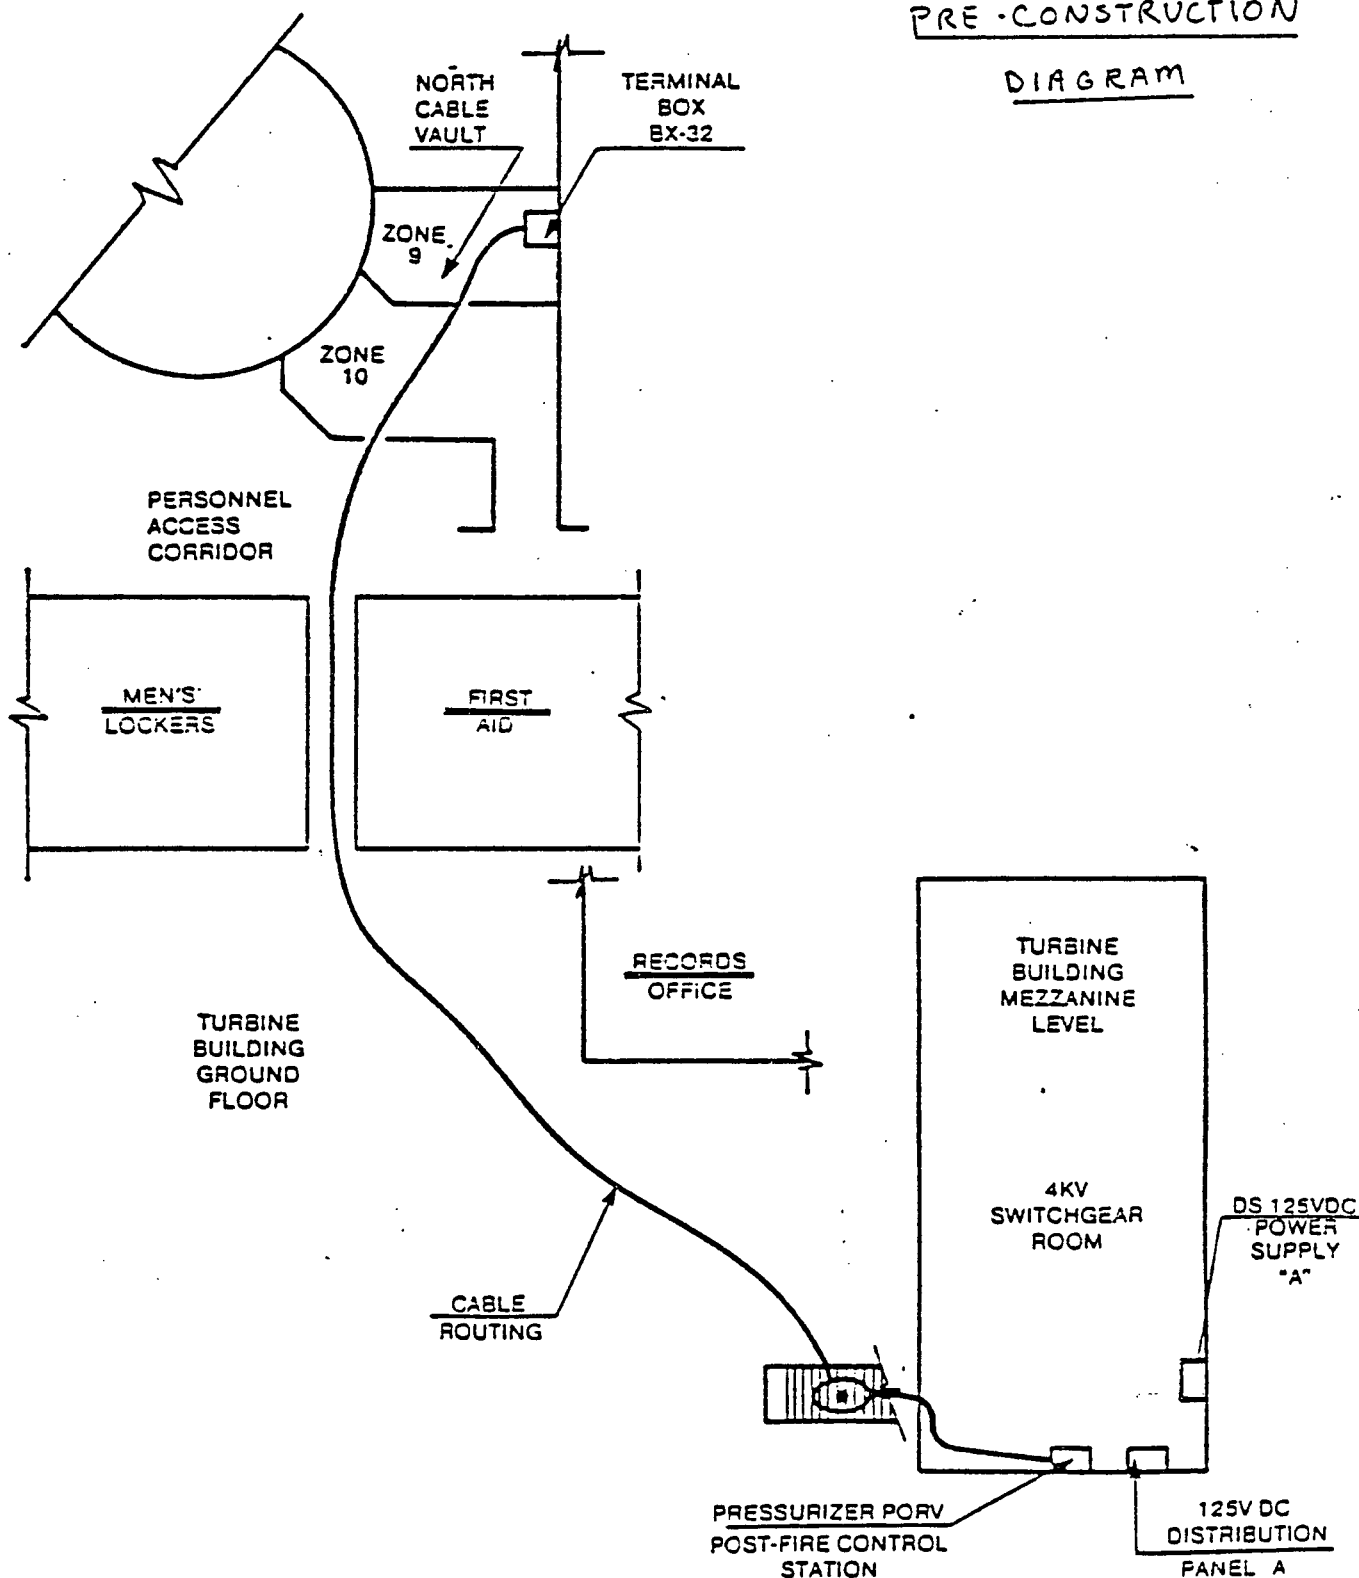 PRE-CONSTRUCTION
DIAGRAM
NORTH
CABLE
VAULT
TERMINAL
BOX
BX-32
ZONE
9
ZONE
10
PERSONNEL
ACCESS
CORRIDOR
MEN'S
LOCKERS
FIRST
AID
RECORDS
OFFICE
TURBINE
BUILDING
MEZZANINE
LEVEL
TURBINE
BUILDING
GROUND
FLOOR
4KV
SWITCHGEAR
ROOM
DS 125VDC
POWER
SUPPLY
"A"
CABLE
ROUTING
PRESSURIZER PORV
POST-FIRE CONTROL
STATION
125V DC
DISTRIBUTION
PANEL A